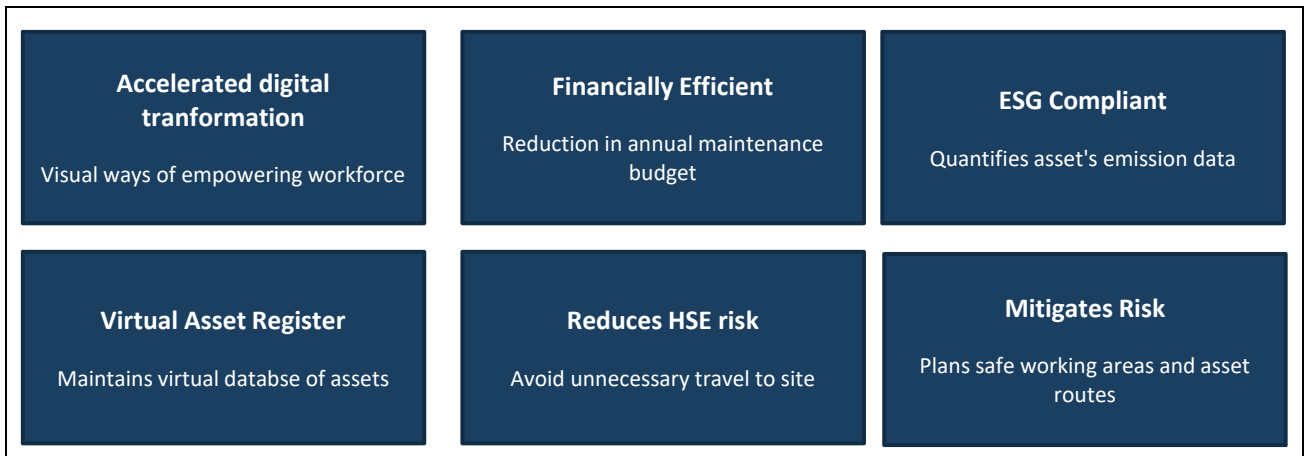 Accelerated digital
tranformation
Visual ways of empowering workforce
Financially Efficient
Reduction in annual maintenance
budget
ESG Compliant
Quantifies asset's emission data
Virtual Asset Register
Maintains virtual databse of assets
Reduces HSE risk
Avoid unnecessary travel to site
Mitigates Risk
Plans safe working areas and asset
routes